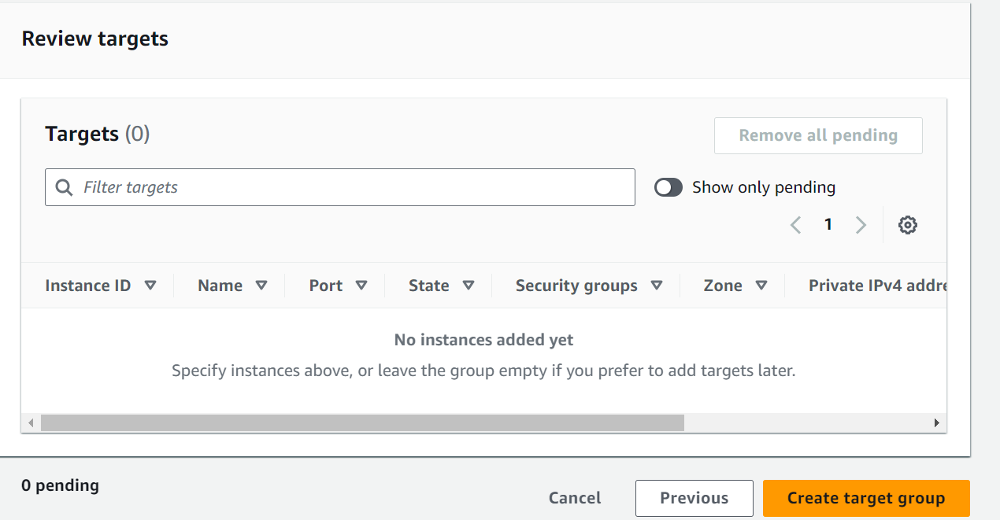 Review targets
Targets (0)
Remove all pending
Filter targets
Show only pending
1
Instance ID Name Port State Security groups Zone Private IPv4 addre
No instances added yet
Specify instances above, or leave the group empty if you prefer to add targets later.
0 pending
Cancel Previous Create target group